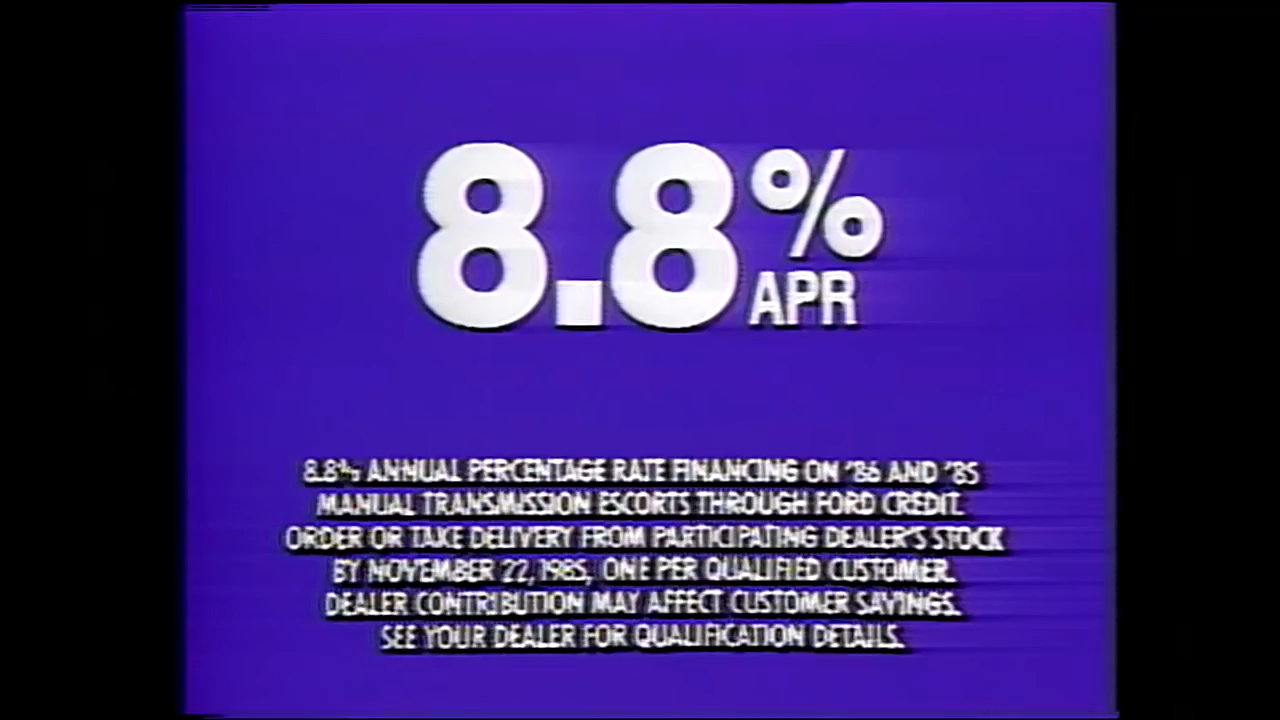 8.8%
APR
8.8% ANNUAL PERCENTAGE RATE FINANCING ON '86 AND '85
MANUAL TRANSMISSION ESCORTS THROUGH FORD CREDIT.
ORDER OR TAKE DELIVERY FROM PARTICIPATING DEALER'S STOCK
BY NOVEMBER 22, 1985, ONE PER QUALIFIED CUSTOMER.
DEALER CONTRIBUTION MAY AFFECT CUSTOMER SAVINGS.
SEE YOUR DEALER FOR QUALIFICATION DETAILS.